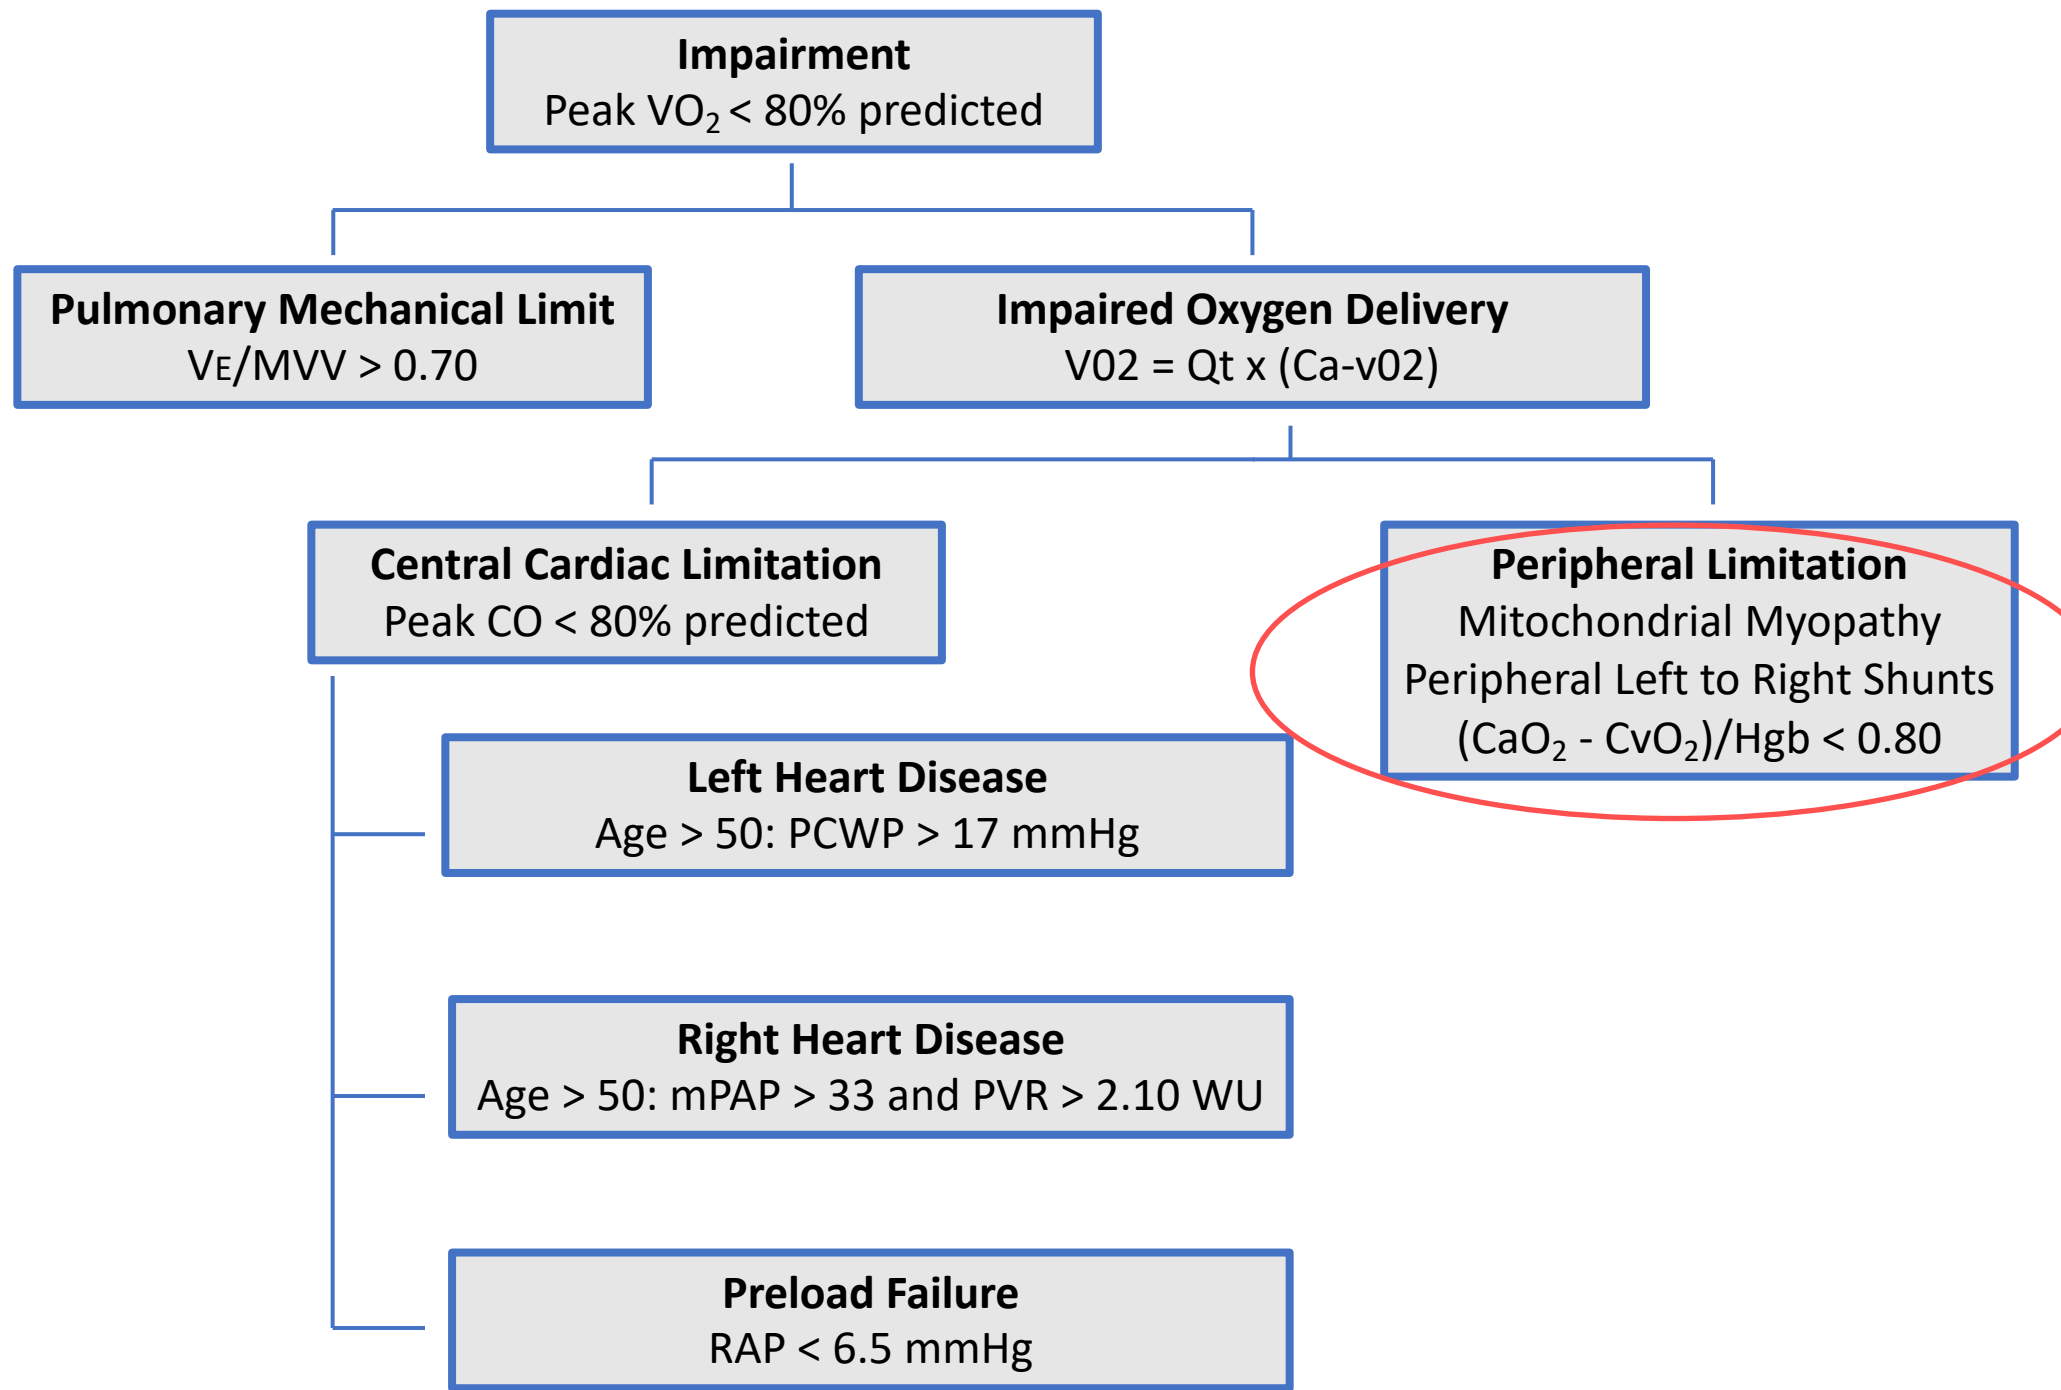 Impairment
Peak VO₂ < 80% predicted
Pulmonary Mechanical Limit
VE/MVV > 0.70
Impaired Oxygen Delivery
V02 = Qt x (Ca-v02)
Central Cardiac Limitation
Peak CO < 80% predicted
Peripheral Limitation
Mitochondrial Myopathy
Peripheral Left to Right Shunts
(CaO₂ - CvO₂)/Hgb < 0.80
Left Heart Disease
Age > 50: PCWP > 17 mmHg
Right Heart Disease
Age > 50: mPAP > 33 and PVR > 2.10 WU
Preload Failure
RAP < 6.5 mmHg